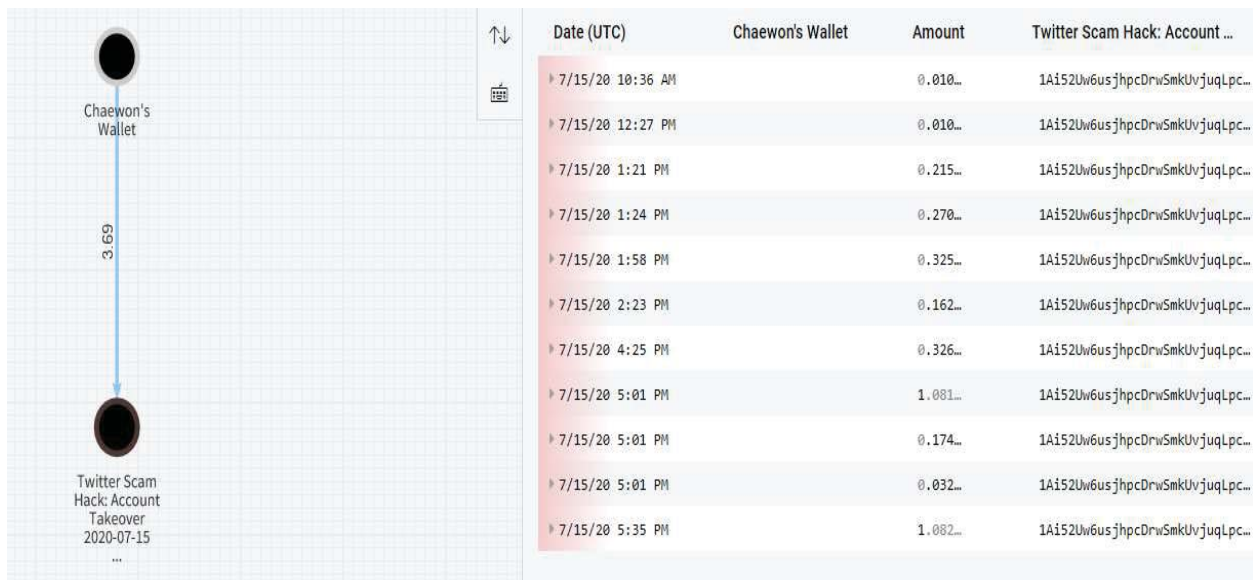 Chaewon's
Wallet
3.69
Twitter Scam
Hack: Account
Takeover
2020-07-15
...
Date (UTC) Chaewon's Wallet Amount Twitter Scam Hack: Account ...
7/15/20 10:36 AM 0.010… 1Ai52Uw6usjhpcDrwSmkUvjuqLpc…
7/15/20 12:27 PM 0.010… 1Ai52Uw6usjhpcDrwSmkUvjuqLpc…
7/15/20 1:21 PM 0.215… 1Ai52Uw6usjhpcDrwSmkUvjuqLpc…
7/15/20 1:24 PM 0.270… 1Ai52Uw6usjhpcDrwSmkUvjuqLpc…
7/15/20 1:58 PM 0.325… 1Ai52Uw6usjhpcDrwSmkUvjuqLpc…
7/15/20 2:23 PM 0.162… 1Ai52Uw6usjhpcDrwSmkUvjuqLpc…
7/15/20 4:25 PM 0.326… 1Ai52Uw6usjhpcDrwSmkUvjuqLpc…
7/15/20 5:01 PM 1.081… 1Ai52Uw6usjhpcDrwSmkUvjuqLpc…
7/15/20 5:01 PM 0.174… 1Ai52Uw6usjhpcDrwSmkUvjuqLpc…
7/15/20 5:01 PM 0.032… 1Ai52Uw6usjhpcDrwSmkUvjuqLpc…
7/15/20 5:35 PM 1.082… 1Ai52Uw6usjhpcDrwSmkUvjuqLpc…